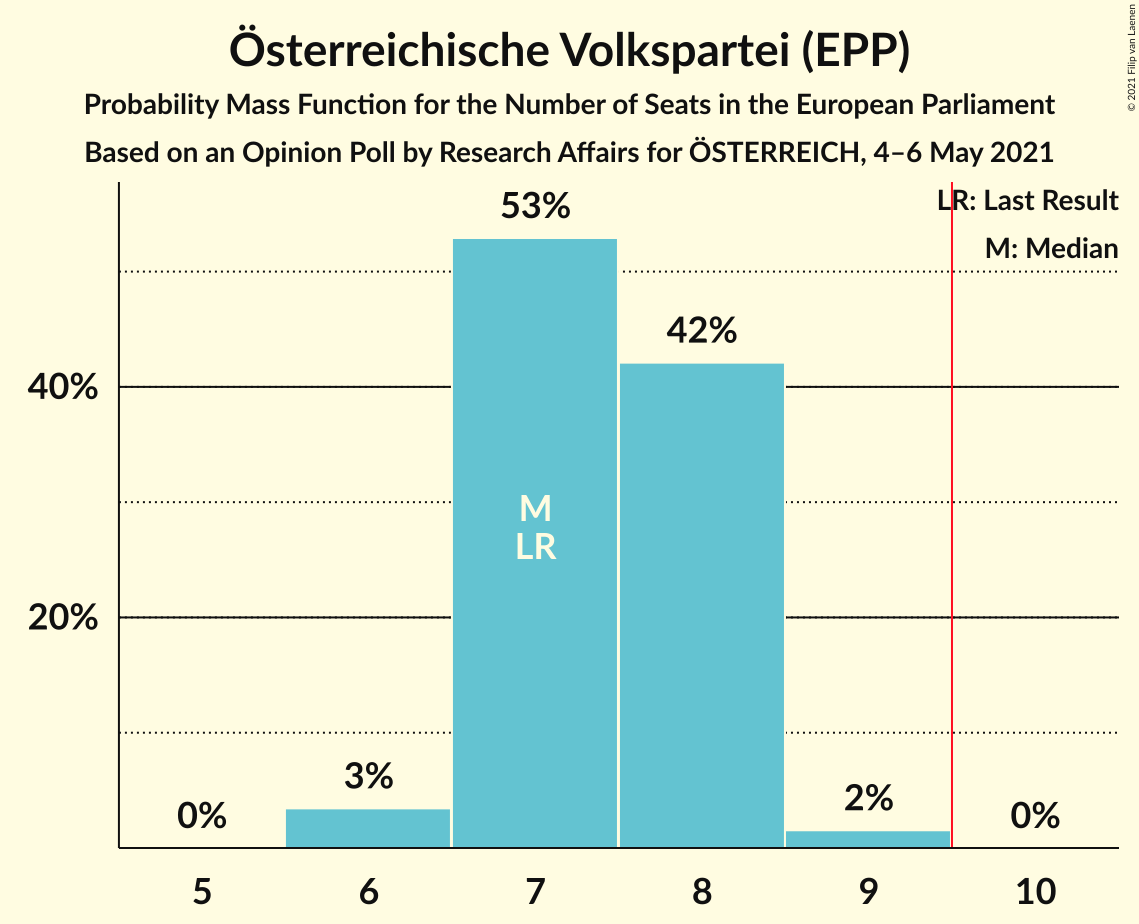 Österreichische Volkspartei (EPP)
Probability Mass Function for the Number of Seats in the European Parliament
Based on an Opinion Poll by Research Affairs for ÖSTERREICH, 4–6 May 2021
© 2021 Filip van Laenen
LR: Last Result
M: Median
53%
42%
40%
M
LR
20%
3%
2%
0%
0%
5 6 7 8 9 10